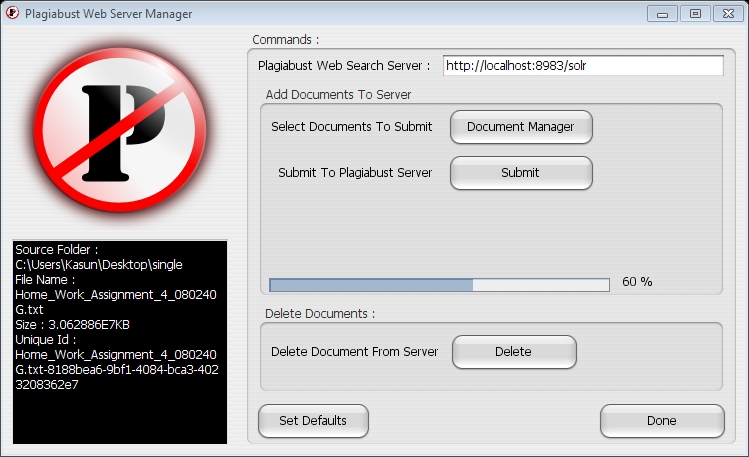 Plagiabust Web Server Manager
Commands :
Plagiabust Web Search Server :
http://localhost:8983/solr
Add Documents To Server
Select Documents To Submit
Document Manager
Submit To Plagiabust Server
Submit
60 %
Delete Documents :
Delete Document From Server
Delete
Set Defaults
Done
P
Source Folder :
C:\Users\Kasun\Desktop\single
File Name :
Home_Work_Assignment_4_080240
G.txt
Size : 3.062886E7KB
Unique Id :
Home_Work_Assignment_4_080240
G.txt-8188bea6-9bf1-4084-bca3-402
3208362e7